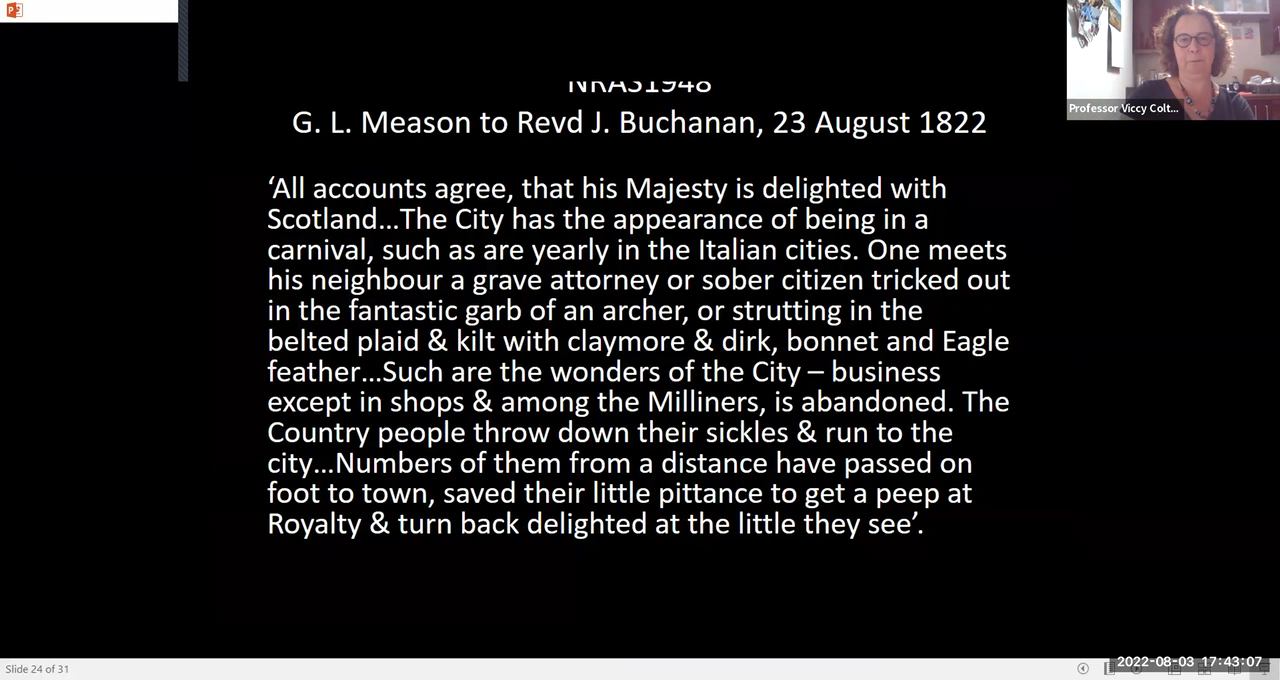 NRAS1948
G. L. Meason to Revd J. Buchanan, 23 August 1822
Professor Viccy Colt...
‘All accounts agree, that his Majesty is delighted with
Scotland…The City has the appearance of being in a
carnival, such as are yearly in the Italian cities. One meets
his neighbour a grave attorney or sober citizen tricked out
in the fantastic garb of an archer, or strutting in the
belted plaid & kilt with claymore & dirk, bonnet and Eagle
feather…Such are the wonders of the City – business
except in shops & among the Milliners, is abandoned. The
Country people throw down their sickles & run to the
city…Numbers of them from a distance have passed on
foot to town, saved their little pittance to get a peep at
Royalty & turn back delighted at the little they see’.
Slide 24 of 31
2022-08-03 17:43:07